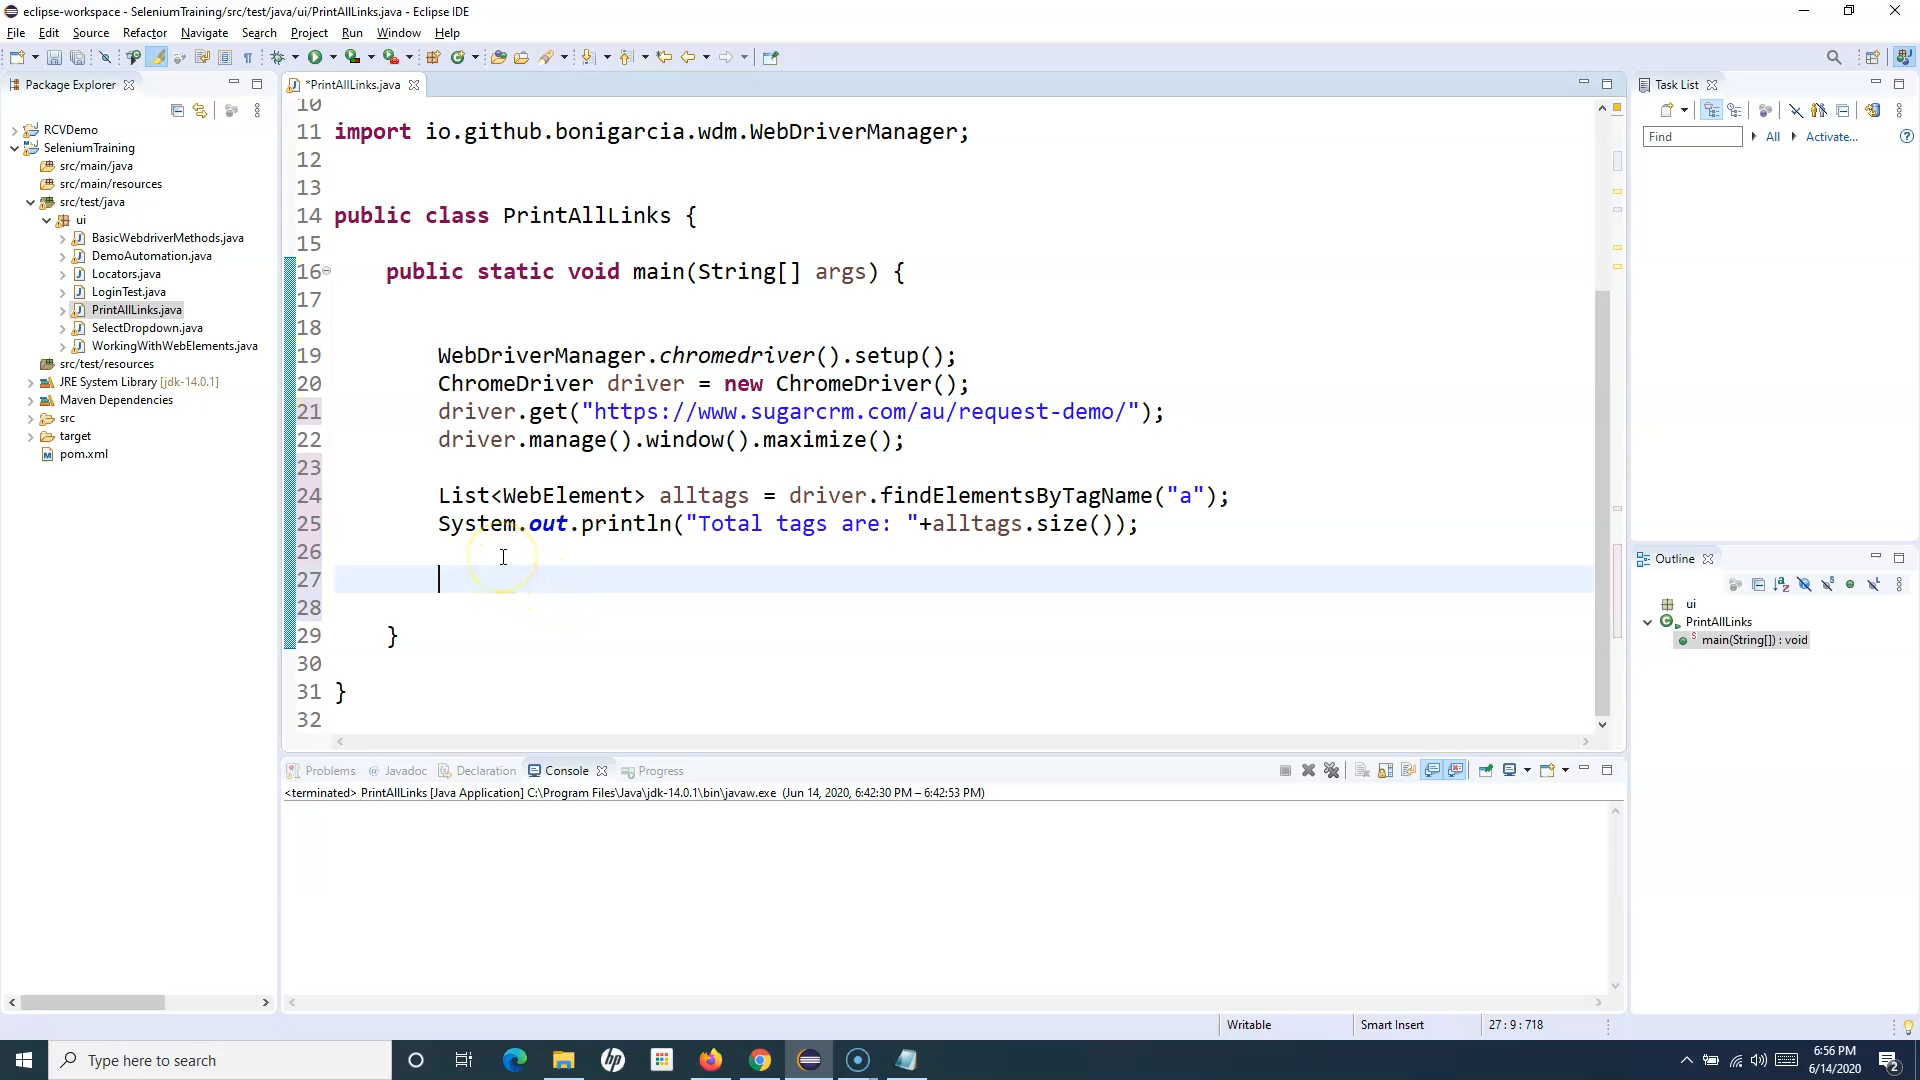 eclipse-workspace - SeleniumTraining/src/test/java/ui/PrintAllLinks.java - Eclipse IDE
File Edit Source Refactor Navigate Search Project Run Window Help
Package Explorer
*PrintAllLinks.java
Task List
RCVDemo
SeleniumTraining
src/main/java
src/main/resources
src/test/java
ui
BasicWebdriverMethods.java
DemoAutomation.java
Locators.java
LoginTest.java
PrintAllLinks.java
SelectDropdown.java
WorkingWithWebElements.java
src/test/resources
JRE System Library [jdk-14.0.1]
Maven Dependencies
src
target
pom.xml
10
11 import io.github.bonigarcia.wdm.WebDriverManager;
12
13
14 public class PrintAllLinks {
15
16 public static void main(String[] args) {
17
18
19 WebDriverManager.chromedriver().setup();
20 ChromeDriver driver = new ChromeDriver();
21 driver.get("https://www.sugarcrm.com/au/request-demo/");
22 driver.manage().window().maximize();
23
24 List<WebElement> alltags = driver.findElementsByTagName("a");
25 System.out.println("Total tags are: "+alltags.size());
26
27
28
29 }
30
31 }
32
Find All Activate...
Outline
ui
PrintAllLinks
main(String[]) : void
Problems Javadoc Declaration Console Progress
<terminated> PrintAllLinks [Java Application] C:\Program Files\Java\jdk-14.0.1\bin\javaw.exe (Jun 14, 2020, 6:42:30 PM – 6:42:53 PM)
Writable Smart Insert 27 : 9 : 718
Type here to search
6:56 PM
6/14/2020
2